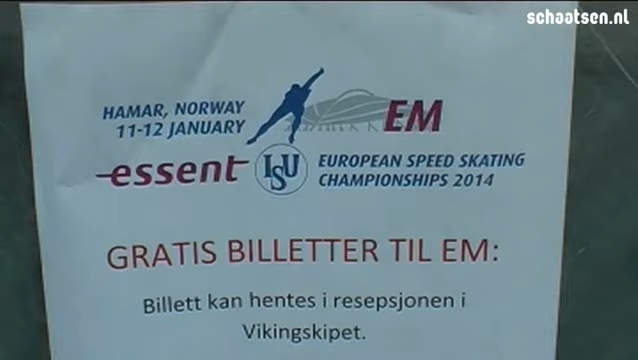 schaatsen.nl
HAMAR, NORWAY
11-12 JANUARY
EM
essent
ISU
EUROPEAN SPEED SKATING
CHAMPIONSHIPS 2014
GRATIS BILLETTER TIL EM:
Billett kan hentes i resepsjonen i
Vikingskipet.